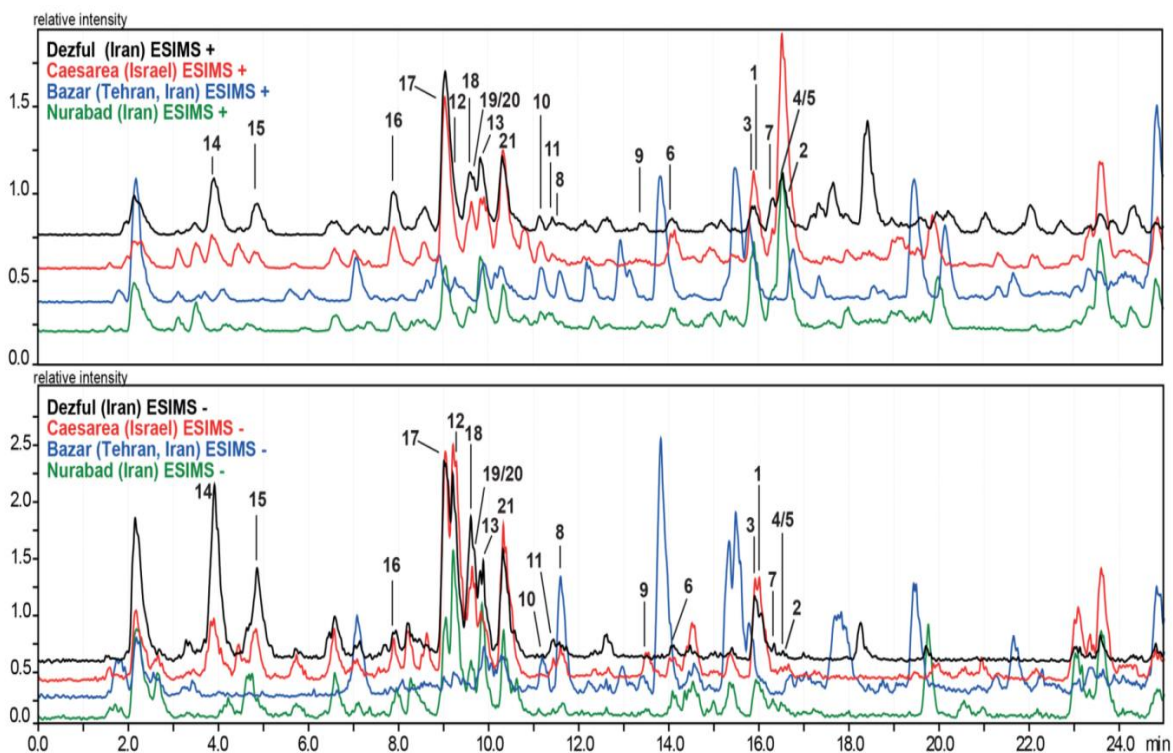 relative intensity
Dezful (Iran) ESIMS +
Caesarea (Israel) ESIMS +
Bazar (Tehran, Iran) ESIMS +
Nurabad (Iran) ESIMS +
14 15 16 17 12 18 19/20 13 21 10 11 8 9 6 3 1 7 4/5 2
1.5
1.0
0.5
0.0
relative intensity
Dezful (Iran) ESIMS -
Caesarea (Israel) ESIMS -
Bazar (Tehran, Iran) ESIMS -
Nurabad (Iran) ESIMS -
14 15 16 17 12 18 19/20 13 21 10 11 8 9 6 3 1 7 4/5 2
2.5
2.0
1.5
1.0
0.5
0.0
0.0 2.0 4.0 6.0 8.0 10.0 12.0 14.0 16.0 18.0 20.0 22.0 min